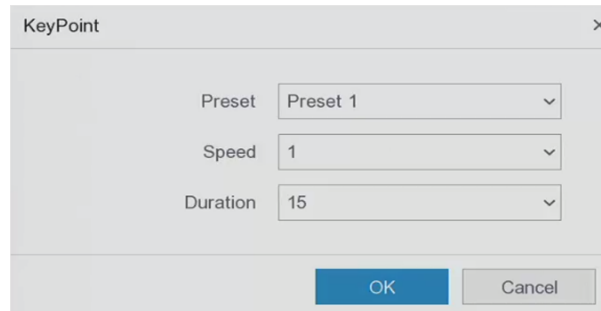 KeyPoint
Preset Preset 1
Speed 1
Duration 15
OK Cancel